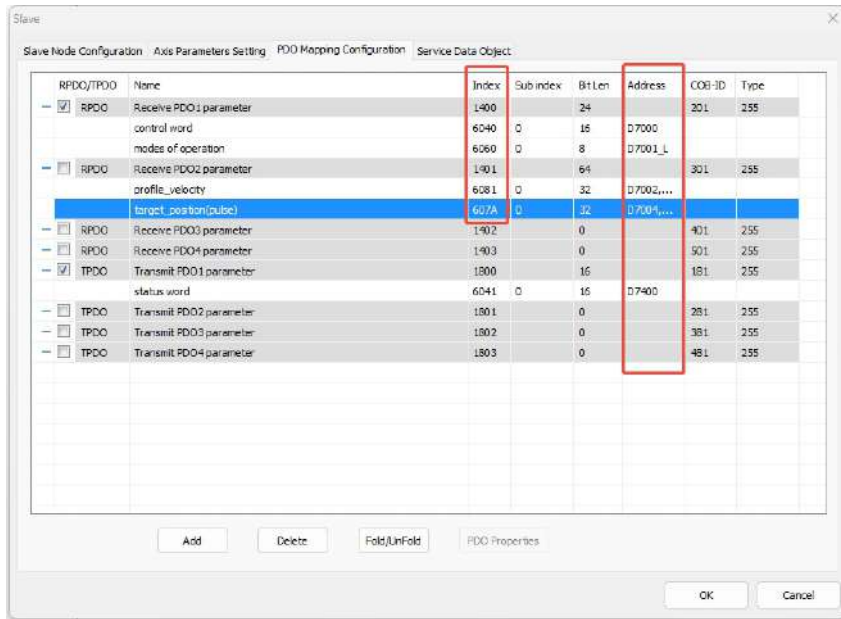 Slave
Slave Node Configuration Axis Parameters Setting PDO Mapping Configuration Service Data Object
RPDO/TPDO Name Index Sub index Bit Len Address COB-ID Type
RPDO Receive PDO1 parameter 1400 24 201 255
control word 6040 0 16 D7000
modes of operation 6060 0 8 D7001_L
RPDO Receive PDO2 parameter 1401 64 301 255
profile_velocity 6081 0 32 D7002,...
target_position(pulse) 607A 0 32 D7004,...
RPDO Receive PDO3 parameter 1402 0 401 255
RPDO Receive PDO4 parameter 1403 0 501 255
TPDO Transmit PDO1 parameter 1800 16 181 255
status word 6041 0 16 D7400
TPDO Transmit PDO2 parameter 1801 0 281 255
TPDO Transmit PDO3 parameter 1802 0 381 255
TPDO Transmit PDO4 parameter 1803 0 481 255
Add Delete Fold/UnFold PDO Properties
OK Cancel